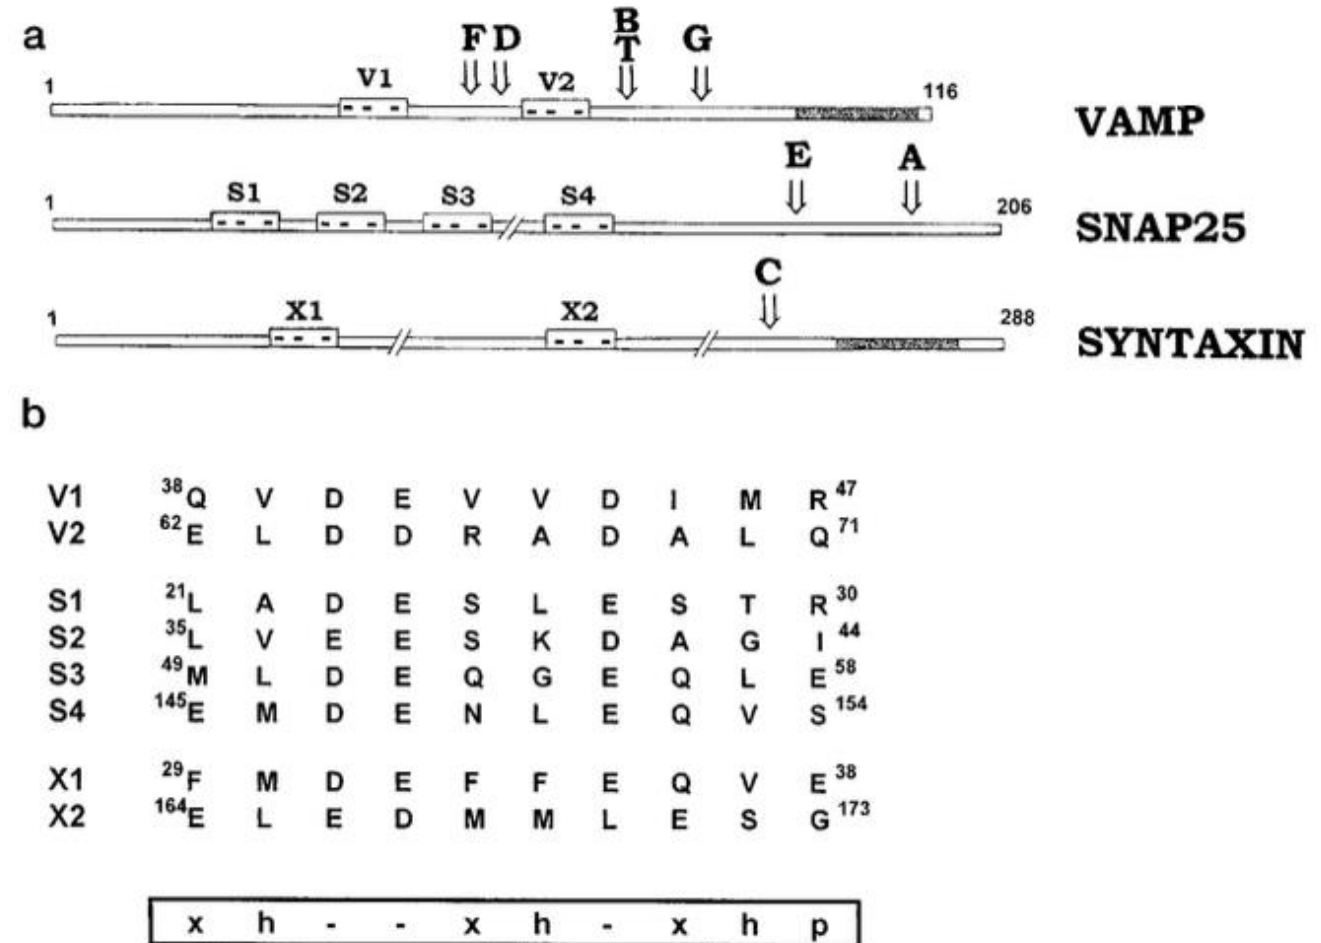 a
F D B T G
1 V1 V2 116 VAMP
E A
1 S1 S2 S3 S4 206 SNAP25
C
1 X1 X2 288 SYNTAXIN
b
V1 38Q V D E V V D I M R47
V2 62E L D D R A D A L Q71
S1 21L A D E S L E S T R30
S2 35L V E E S K D A G I44
S3 49M L D E Q G E Q L E58
S4 145E M D E N L E Q V S154
X1 29F M D E F F E Q V E38
X2 164E L E D M M L E S G173
x h - - x h - x h p